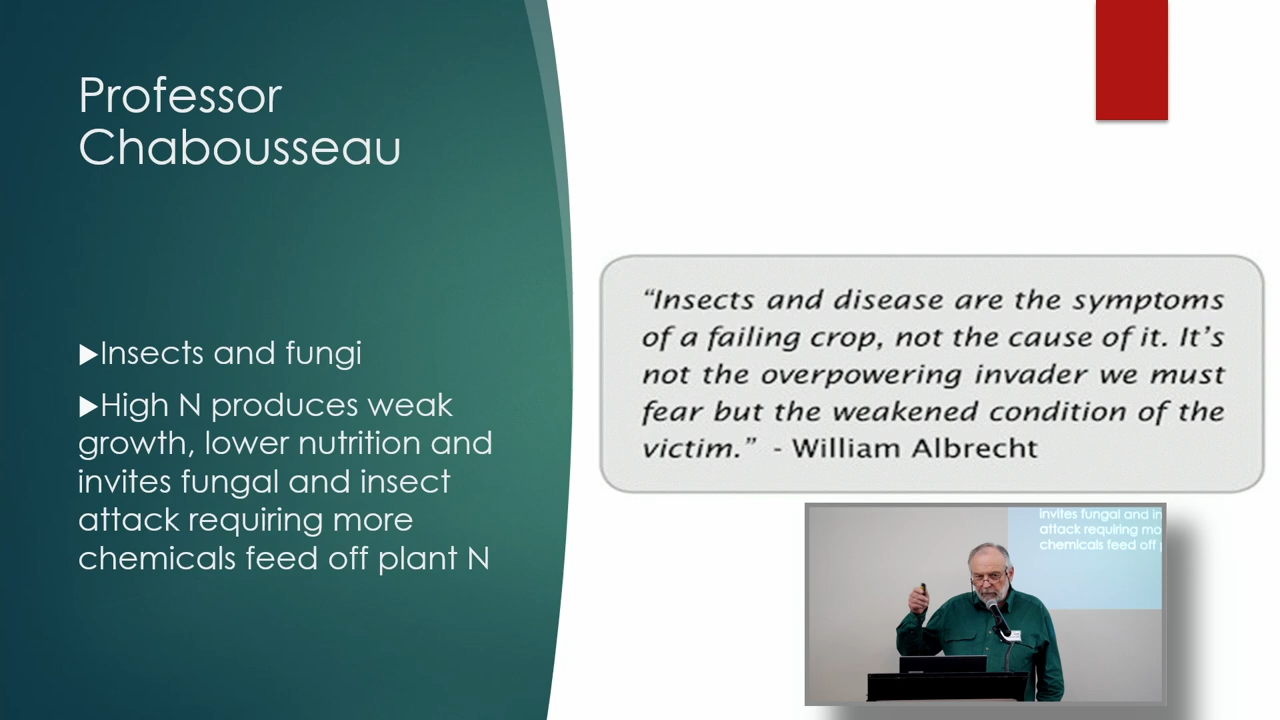 Professor
Chabousseau
▶Insects and fungi
▶High N produces weak
growth, lower nutrition and
invites fungal and insect
attack requiring more
chemicals feed off plant N
“Insects and disease are the symptoms
of a failing crop, not the cause of it. It’s
not the overpowering invader we must
fear but the weakened condition of the
victim.” - William Albrecht
invites fungal and in
attack requiring mo
chemicals feed off